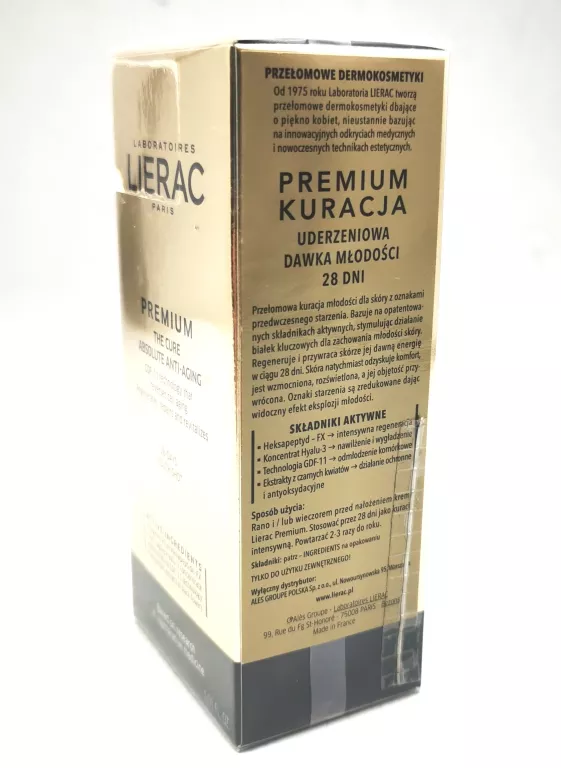 LABORATOIRES
LIERAC
PARIS
PREMIUM
THE CURE
ABSOLUTE ANTI-AGING
PRZEŁOMOWE DERMOKOSMETYKI
Od 1975 roku Laboratoria LIERAC tworzą
przełomowe dermokosmetyki dbające
o piękno kobiet, nieustannie bazując
na innowacyjnych odkryciach medycznych
i nowoczesnych technikach estetycznych.
PREMIUM
KURACJA
UDERZENIOWA
DAWKA MŁODOŚCI
28 DNI
Przełomowa kuracja młodości dla skóry z oznakami
przedwczesnego starzenia. Bazuje na opatentowa-
nych składnikach aktywnych, stymulując działanie
białek kluczowych dla zachowania młodości skóry.
Regeneruje i przywraca skórze jej dawną energię
w ciągu 28 dni. Skóra natychmiast odzyskuje komfort,
jest wzmocniona, rozświetlona, a jej objętość przy-
wrócona. Oznaki starzenia są zredukowane dając
widoczny efekt eksplozji młodości.
SKŁADNIKI AKTYWNE
▪ Heksapeptyd – FX → intensywna regeneracja
▪ Koncentrat Hyalu-3 → nawilżenie i wygładzenie
▪ Technologia GDF-11 → odmłodzenie komórkowe
▪ Ekstrakty z czarnych kwiatów → działanie ochronne
i antyoksydacyjne
Sposób użycia:
Rano i / lub wieczorem przed nałożeniem kremu
Lierac Premium. Stosować przez 28 dni jako kurację
intensywną. Powtarzać 2-3 razy do roku.
Składniki: patrz - INGREDIENTS na opakowaniu
TYLKO DO UŻYTKU ZEWNĘTRZNEGO!
Wyłączny dystrybutor:
ALES GROUPE POLSKA Sp. z o.o., ul. Nowoursynowska 95,
www.lierac.pl
Alès Groupe - Laboratoires LIERAC
99, Rue du Fg St-Honoré - 75008 PARIS
Made in France